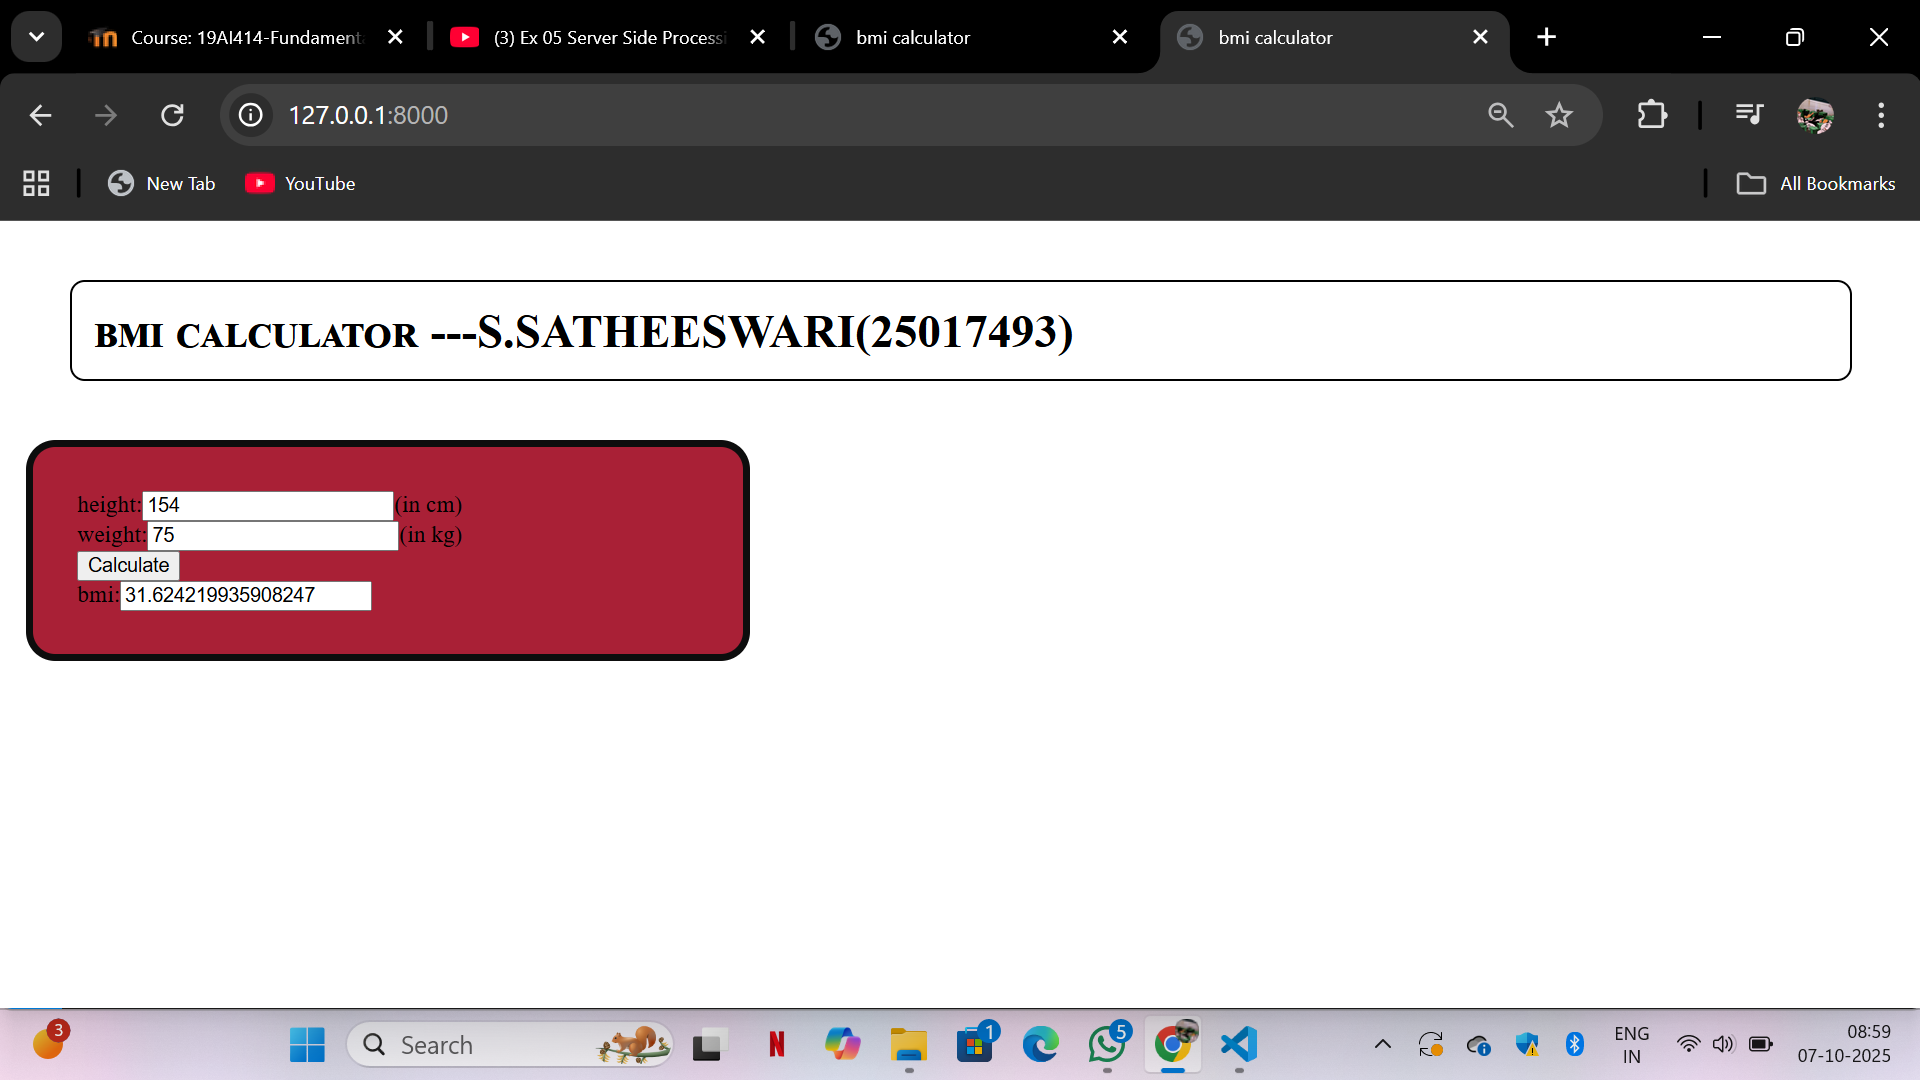 Course: 19AI414-Fundament
(3) Ex 05 Server Side Processi
bmi calculator
bmi calculator
127.0.0.1:8000
New Tab
YouTube
All Bookmarks
BMI CALCULATOR ---S.SATHEESWARI(25017493)
height:154(in cm)
weight:75(in kg)
Calculate
bmi:31.624219935908247
3
Search
N
1
5
ENG
IN
08:59
07-10-2025